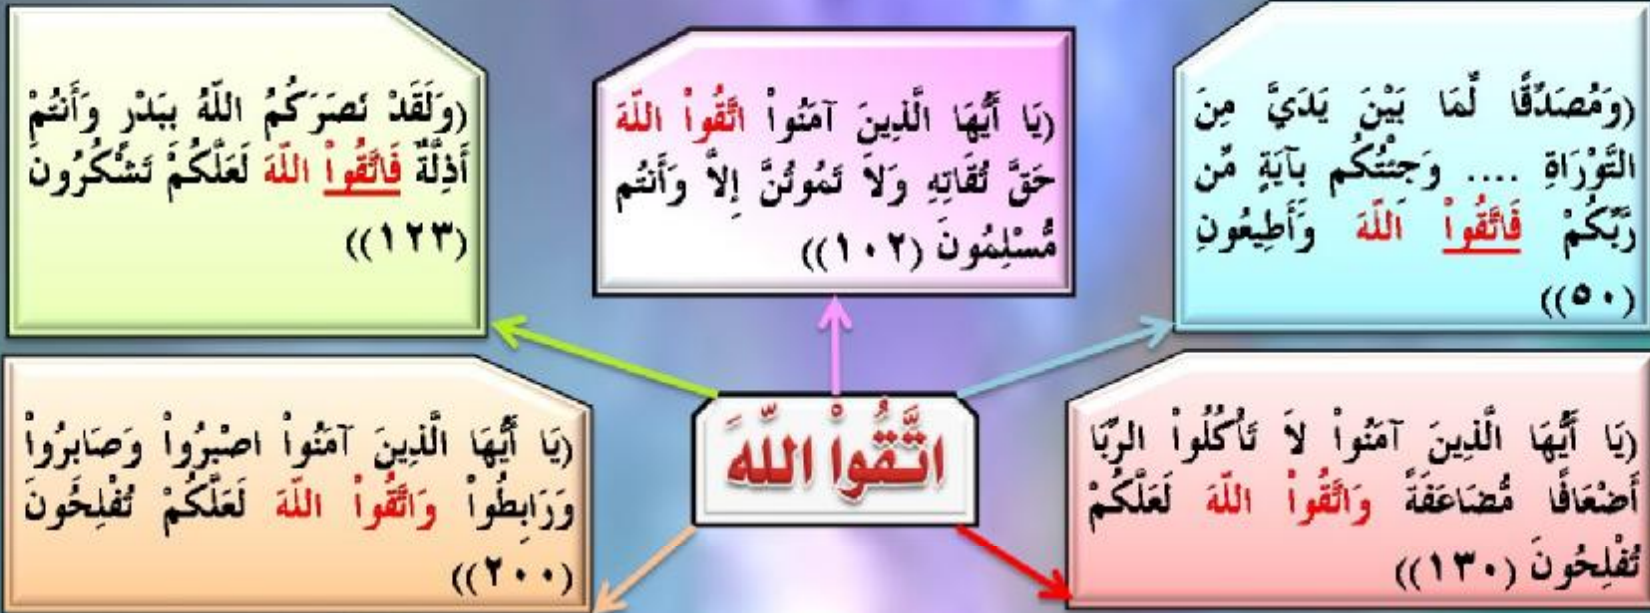 (وَمُصَدِّقًا لِّمَا بَيْنَ يَدَيَّ مِنَ
التَّوْرَاةِ .... وَجِئْتُكُم بِآيَةٍ مِّن
رَّبِّكُمْ فَاتَّقُواْ اللّهَ وَأَطِيعُونِ
(٥٠))
(يَا أَيُّهَا الَّذِينَ آمَنُواْ اتَّقُواْ اللّهَ
حَقَّ تُقَاتِهِ وَلاَ تَمُوتُنَّ إِلاَّ وَأَنتُم
مُّسْلِمُونَ (١٠٢))
(وَلَقَدْ نَصَرَكُمُ اللّهُ بِبَدْرٍ وَأَنتُمْ
أَذِلَّةٌ فَاتَّقُواْ اللّهَ لَعَلَّكُمْ تَشْكُرُونَ
(١٢٣))
اتَّقُواْ اللّهَ
(يَا أَيُّهَا الَّذِينَ آمَنُواْ لاَ تَأْكُلُواْ الرِّبَا
أَضْعَافًا مُّضَاعَفَةً وَاتَّقُواْ اللّهَ لَعَلَّكُمْ
تُفْلِحُونَ (١٣٠))
(يَا أَيُّهَا الَّذِينَ آمَنُواْ اصْبِرُواْ وَصَابِرُواْ
وَرَابِطُواْ وَاتَّقُواْ اللّهَ لَعَلَّكُمْ تُفْلِحُونَ
(٢٠٠))